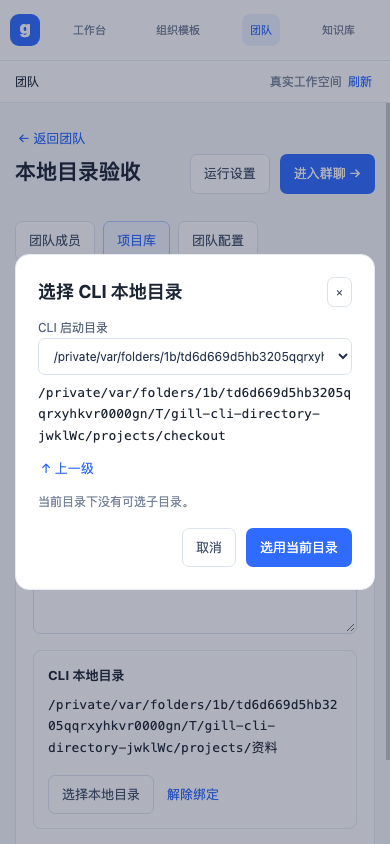 g
工作台
组织模板
团队
知识库
团队
真实工作空间 刷新
← 返回团队
本地目录验收
运行设置
进入群聊 →
团队成员
项目库
团队配置
选择 CLI 本地目录
×
CLI 启动目录
/private/var/folders/1b/td6d669d5hb3205qqrxyh
/private/var/folders/1b/td6d669d5hb3205q
qrxyhkvr0000gn/T/gill-cli-directory-
jwklWc/projects/checkout
↑ 上一级
当前目录下没有可选子目录。
取消
选用当前目录
CLI 本地目录
/private/var/folders/1b/td6d669d5hb32
05qqrxyhkvr0000gn/T/gill-cli-
directory-jwklWc/projects/资料
选择本地目录
解除绑定